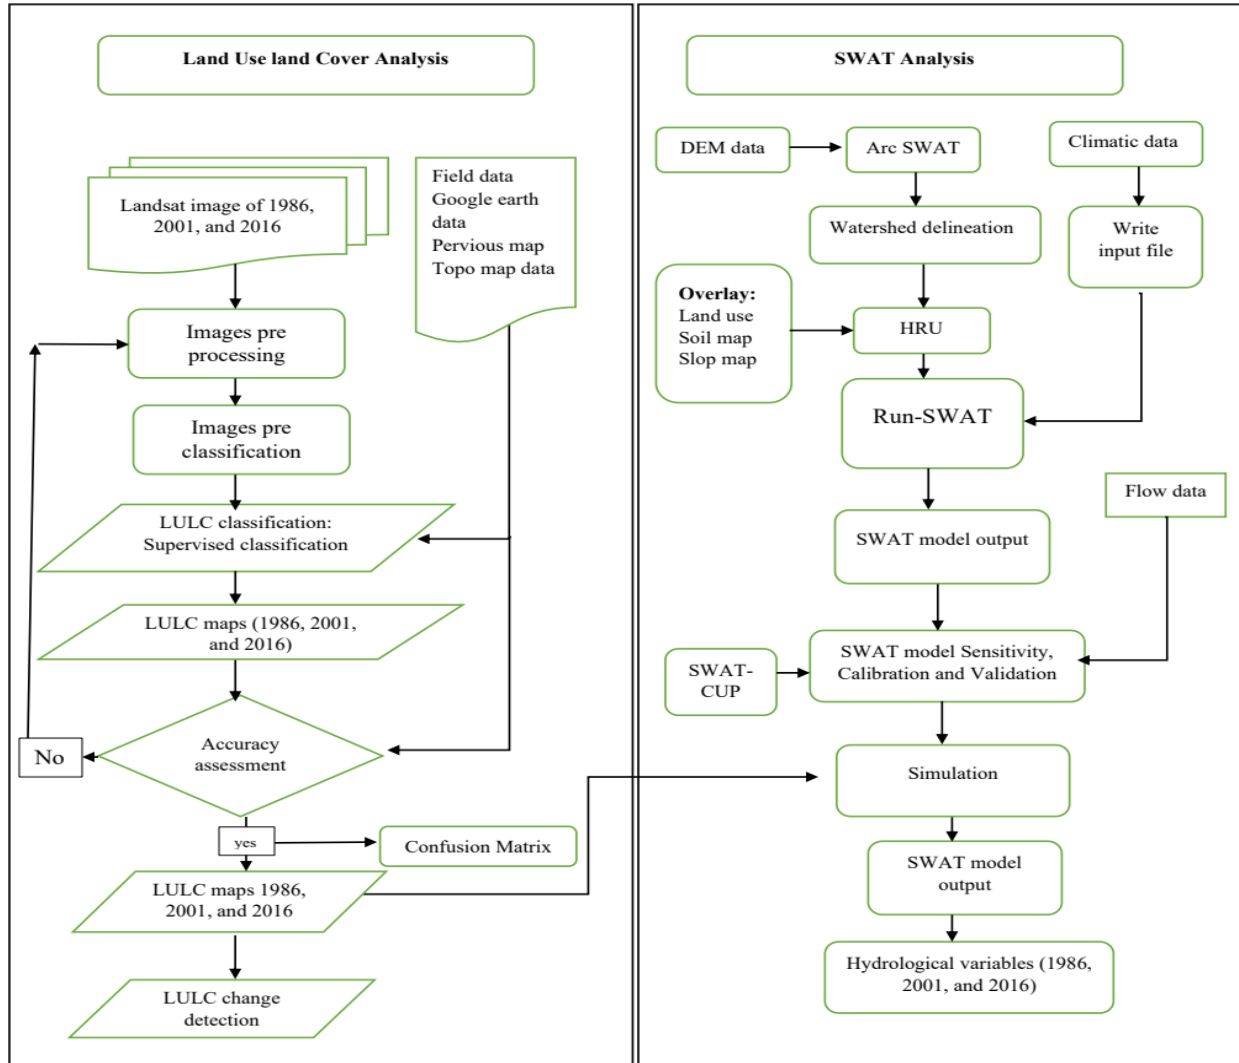 Land Use land Cover Analysis
Landsat image of 1986,
2001, and 2016
Field data
Google earth
data
Pervious map
Topo map data
Images pre
processing
Images pre
classification
LULC classification:
Supervised classification
LULC maps (1986, 2001,
and 2016)
Accuracy
assessment
No
yes
Confusion Matrix
LULC maps 1986,
2001, and 2016
LULC change
detection
SWAT Analysis
DEM data
Arc SWAT
Climatic data
Watershed delineation
Write
input file
Overlay:
Land use
Soil map
Slop map
HRU
Run-SWAT
Flow data
SWAT model output
SWAT-
CUP
SWAT model Sensitivity,
Calibration and Validation
Simulation
SWAT model
output
Hydrological variables (1986,
2001, and 2016)